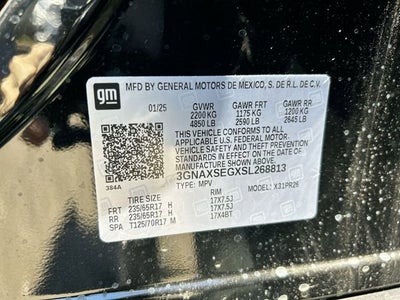 MFD BY GENERAL MOTORS DE MEXICO, S. DE R.L. DE C.V.
gm
01/25 GVWR GAWR FRT GAWR RR
2200 KG 1175 KG 1200 KG
4850 LB 2590 LB 2645 LB
THIS VEHICLE CONFORMS TO ALL
APPLICABLE U.S. FEDERAL MOTOR
VEHICLE SAFETY, BUMPER, AND THEFT
PREVENTION STANDARDS IN EFFECT ON
THE DATE OF MANUFACTURE SHOWN ABOVE.
3GNAXSEGXSL268813
384A TYPE: MPV MODEL: X31PR26
TIRE SIZE RIM
FRT 235/65R17 H 17X7.5J
RR 235/65R17 H 17X7.5J
SPA T125/70R17 M 17X4BT